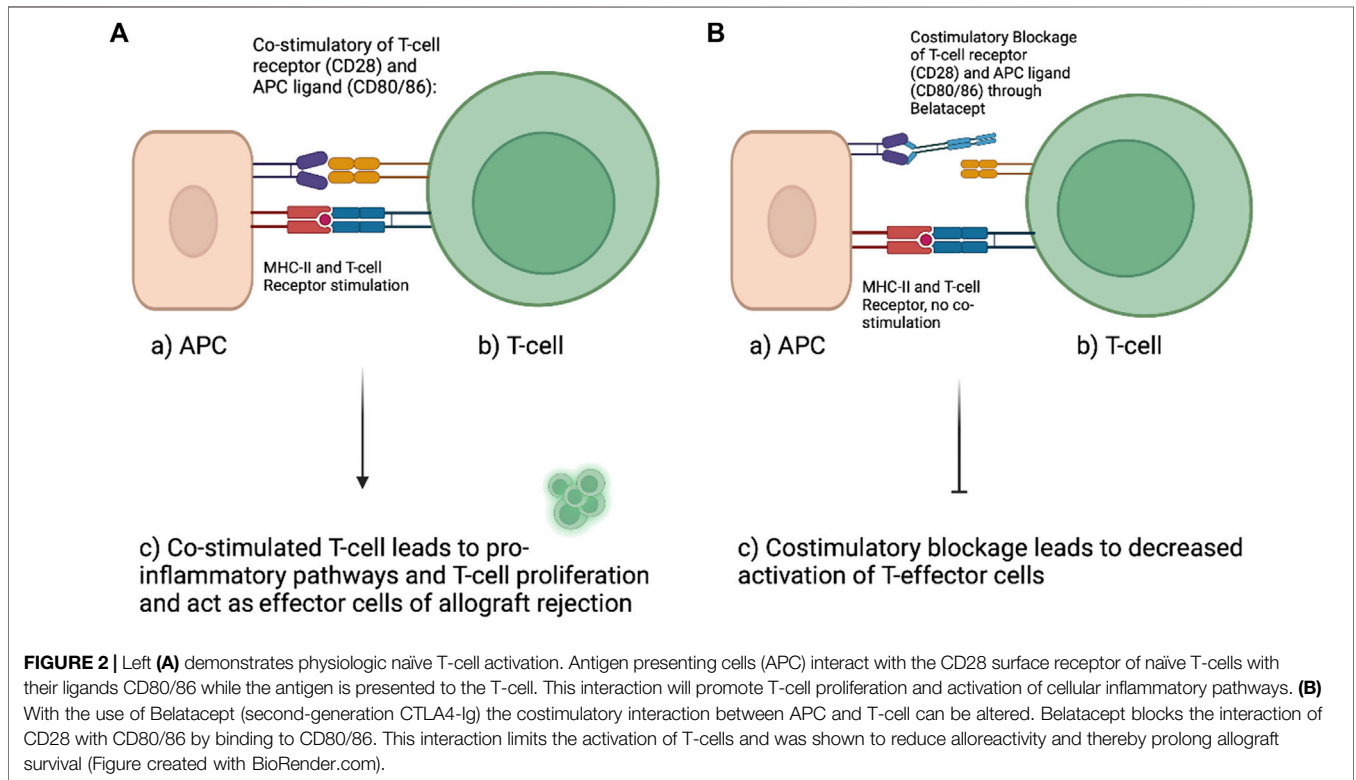 A
Co-stimulatory of T-cell
receptor (CD28) and
APC ligand (CD80/86):
MHC-II and T-cell
Receptor stimulation
a) APC
b) T-cell
c) Co-stimulated T-cell leads to pro-
inflammatory pathways and T-cell proliferation
and act as effector cells of allograft rejection
B
Costimulatory Blockage
of T-cell receptor
(CD28) and APC ligand
(CD80/86) through
Belatacept
MHC-II and T-cell
Receptor, no co-
stimulation
a) APC
b) T-cell
c) Costimulatory blockage leads to decreased
activation of T-effector cells
FIGURE 2 | Left (A) demonstrates physiologic naïve T-cell activation. Antigen presenting cells (APC) interact with the CD28 surface receptor of naïve T-cells with
their ligands CD80/86 while the antigen is presented to the T-cell. This interaction will promote T-cell proliferation and activation of cellular inflammatory pathways. (B)
With the use of Belatacept (second-generation CTLA4-Ig) the costimulatory interaction between APC and T-cell can be altered. Belatacept blocks the interaction of
CD28 with CD80/86 by binding to CD80/86. This interaction limits the activation of T-cells and was shown to reduce alloreactivity and thereby prolong allograft
survival (Figure created with BioRender.com).